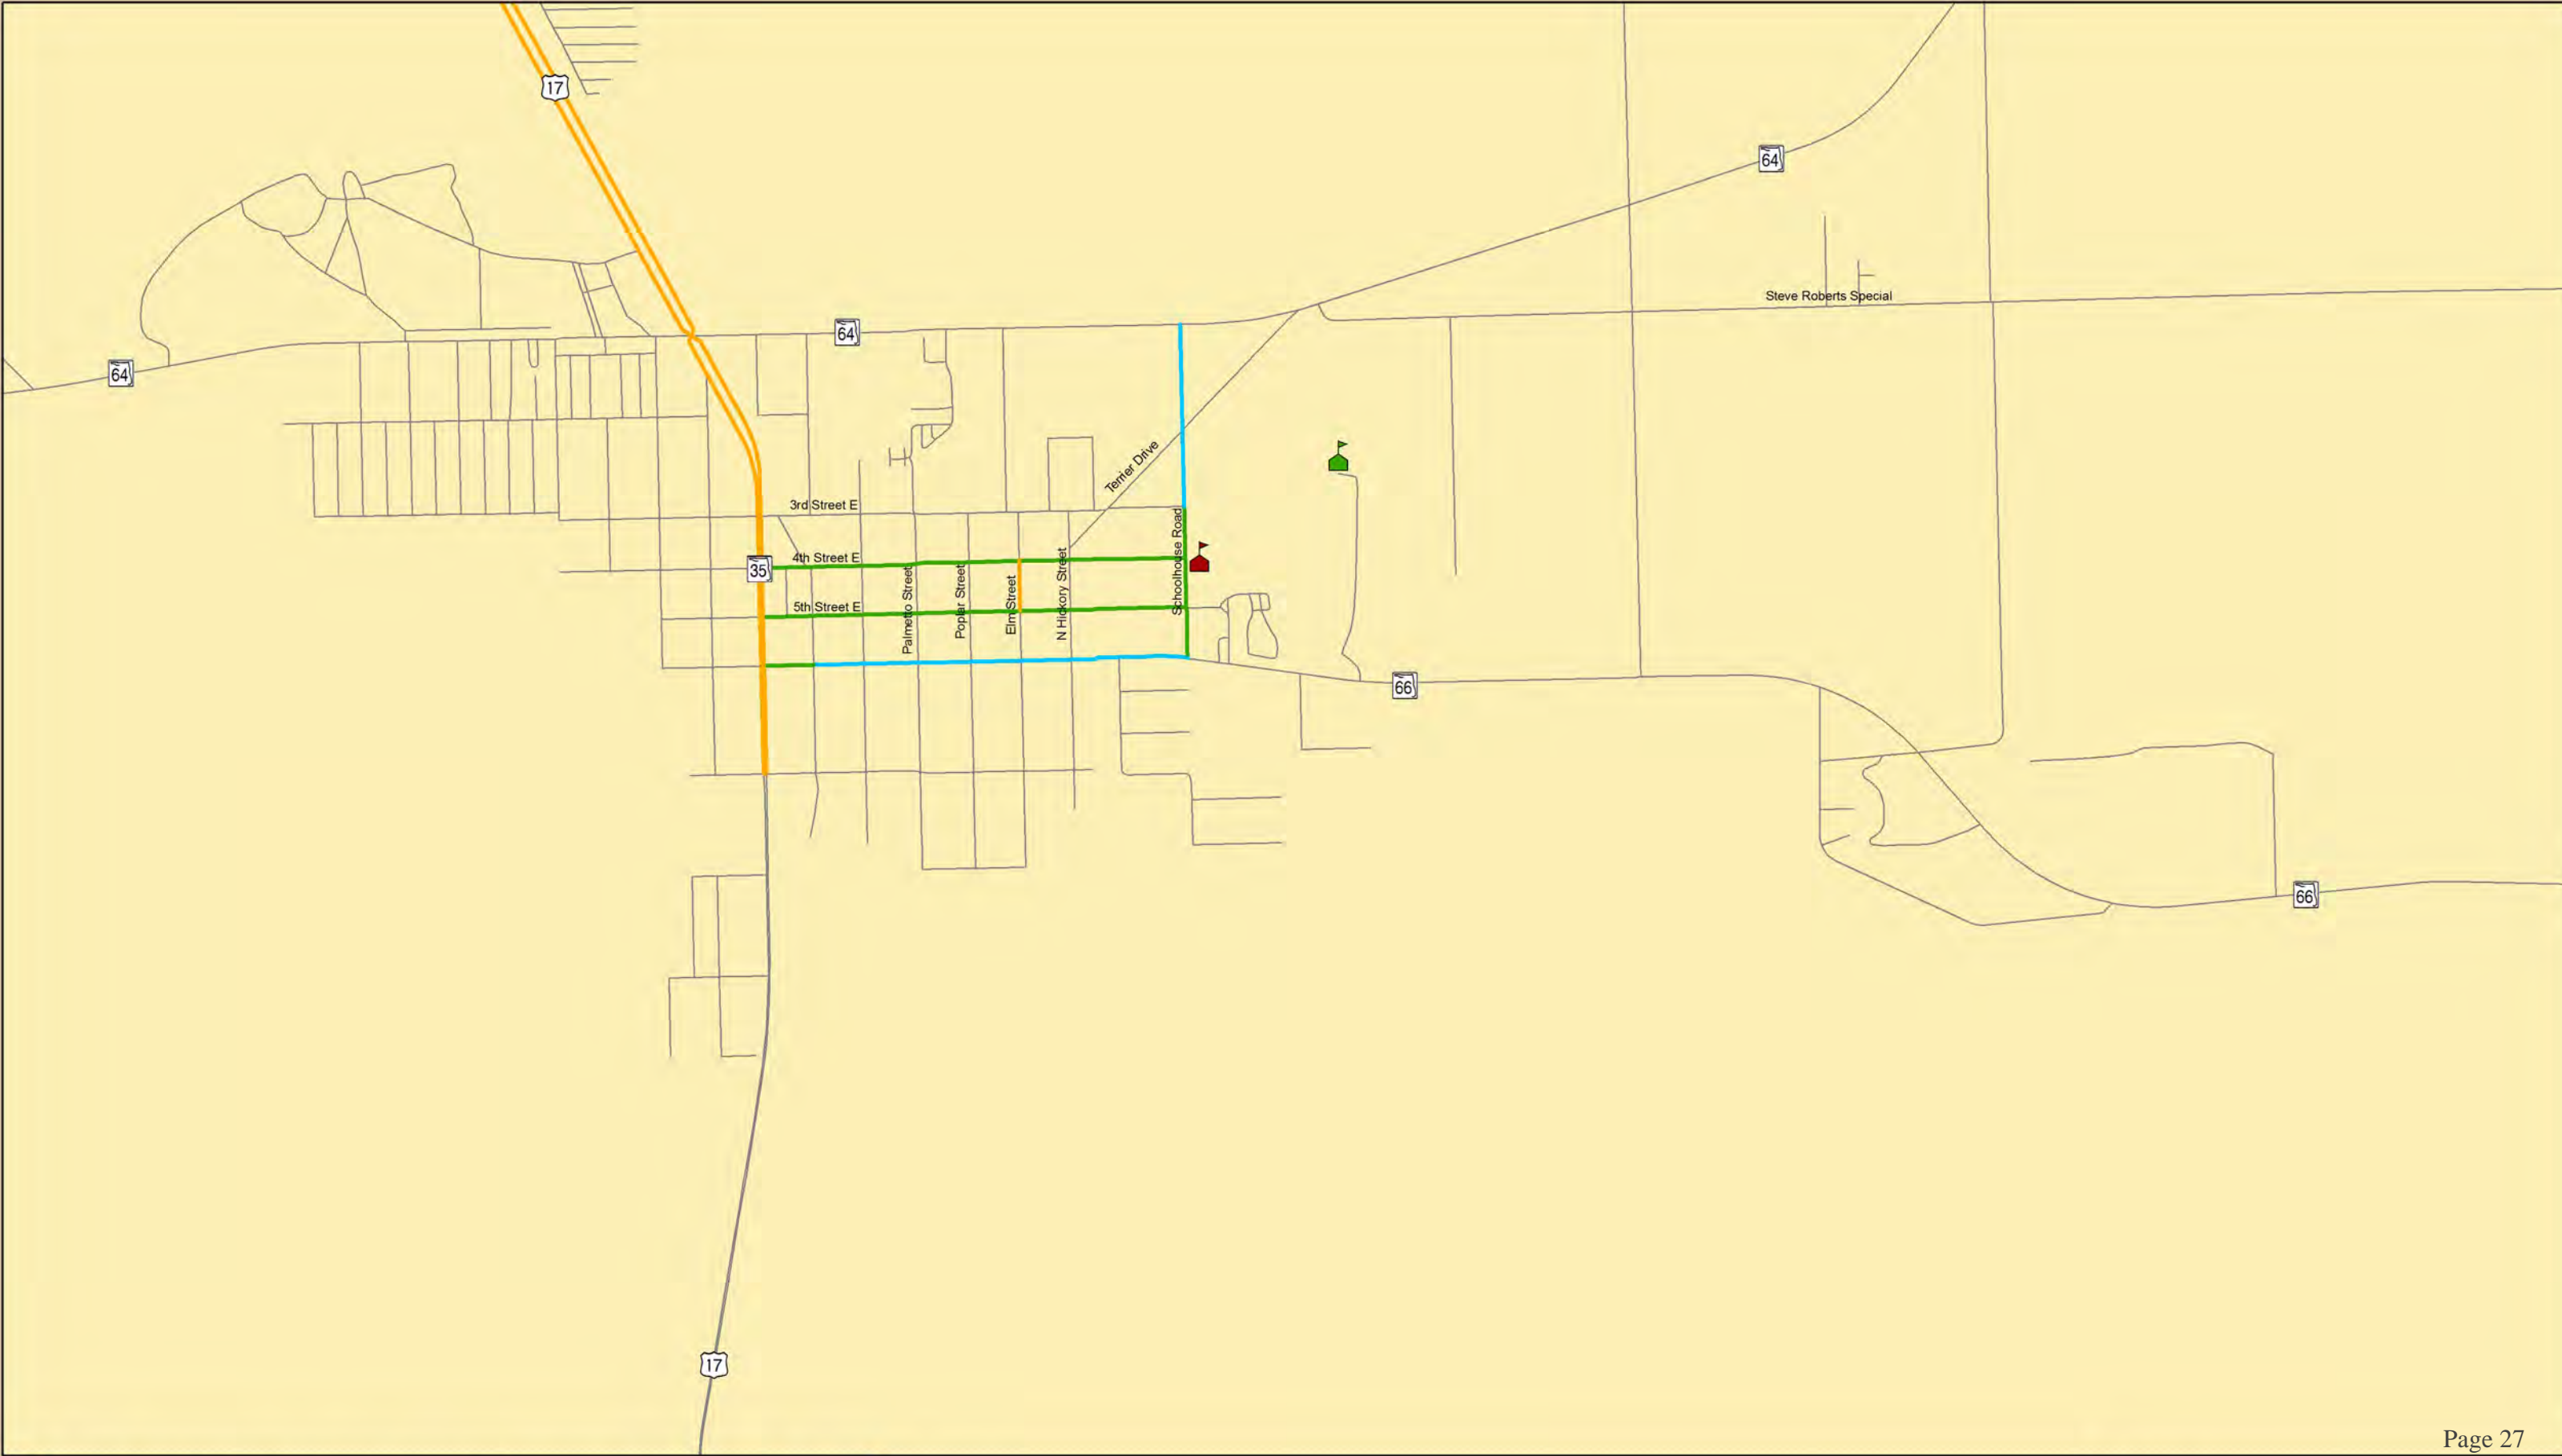 17
64
Steve Roberts Special
64
64
Terrier Drive
3rd Street E
Schoolhouse Road
4th Street E
35
N Hickory Street
Palmetto Street
Poplar Street
Elm Street
5th Street E
66
66
17
Page 27